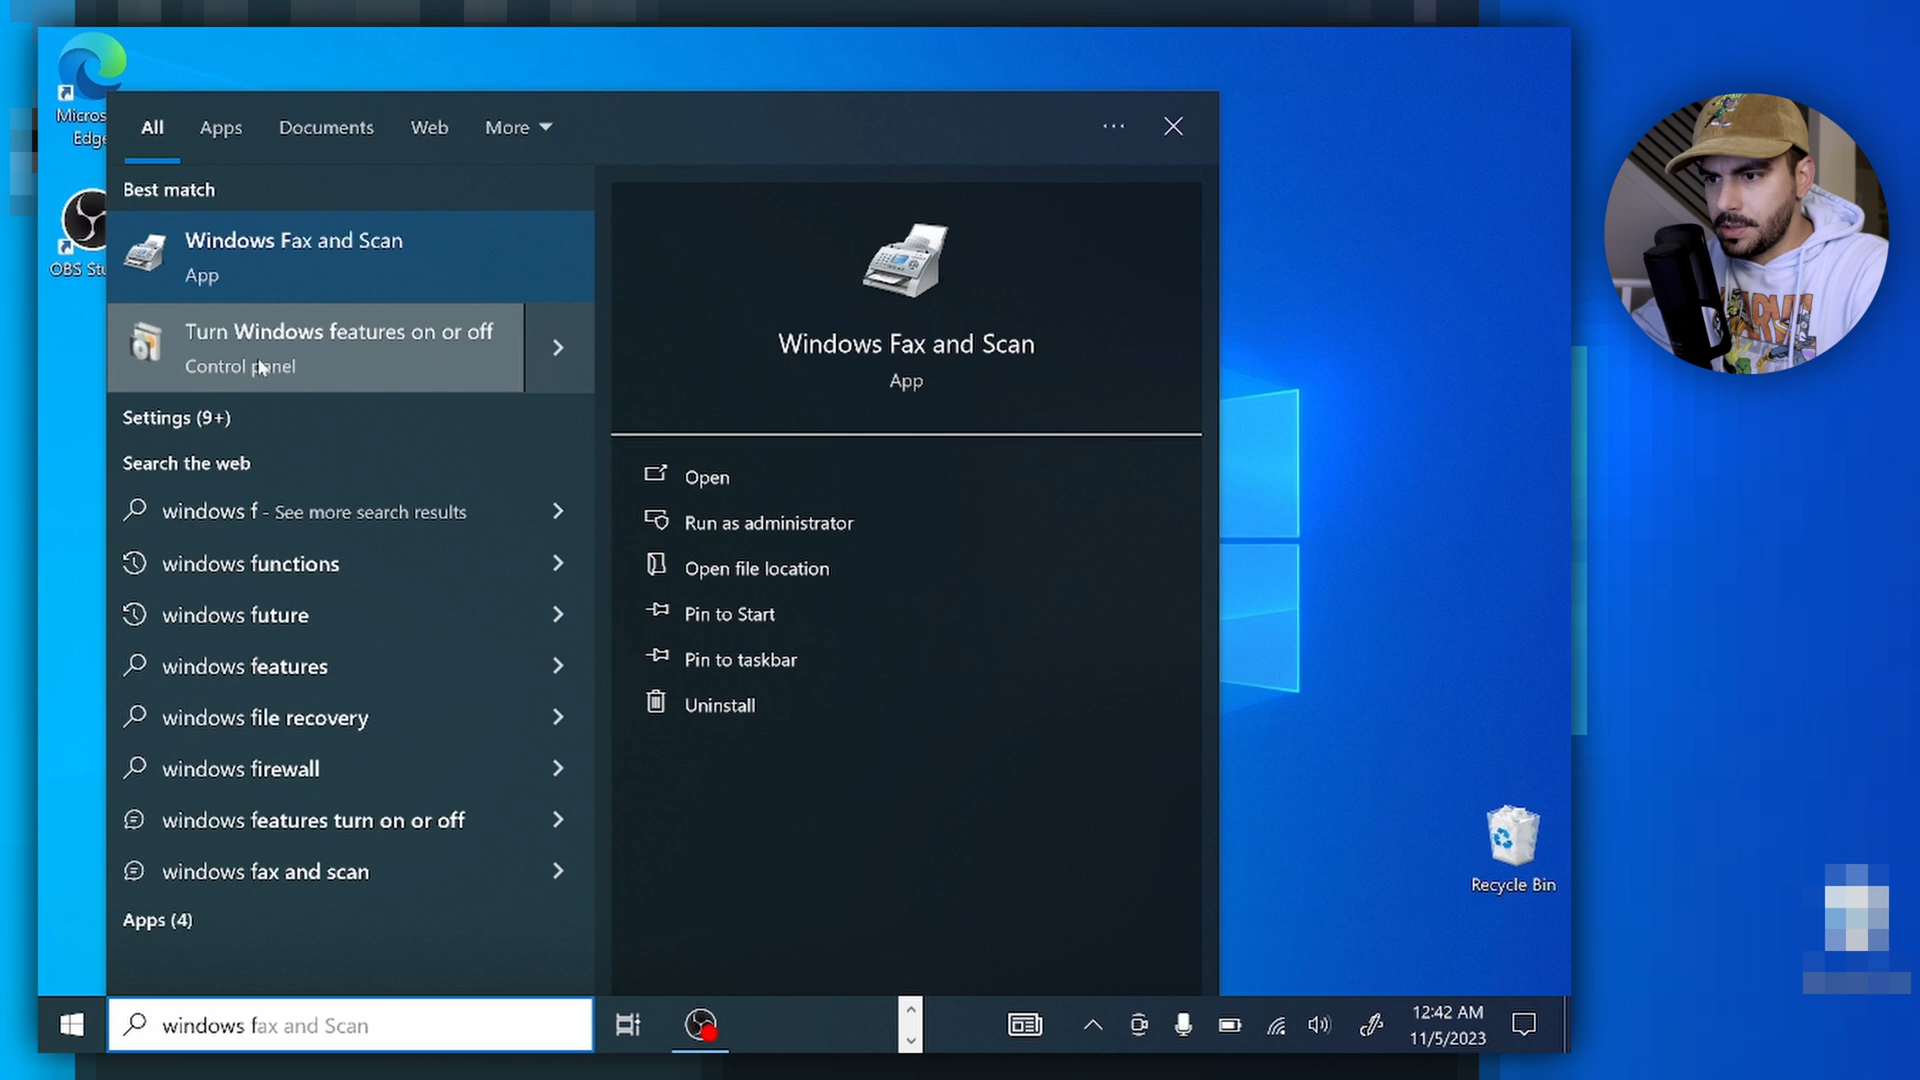 Micros
Edge
OBS Stu
All Apps Documents Web More
Best match
Windows Fax and Scan
App
Turn Windows features on or off
Control panel
Settings (9+)
Search the web
windows f - See more search results
windows functions
windows future
windows features
windows file recovery
windows firewall
windows features turn on or off
windows fax and scan
Apps (4)
windows fax and Scan
Windows Fax and Scan
App
Open
Run as administrator
Open file location
Pin to Start
Pin to taskbar
Uninstall
Recycle Bin
12:42 AM
11/5/2023